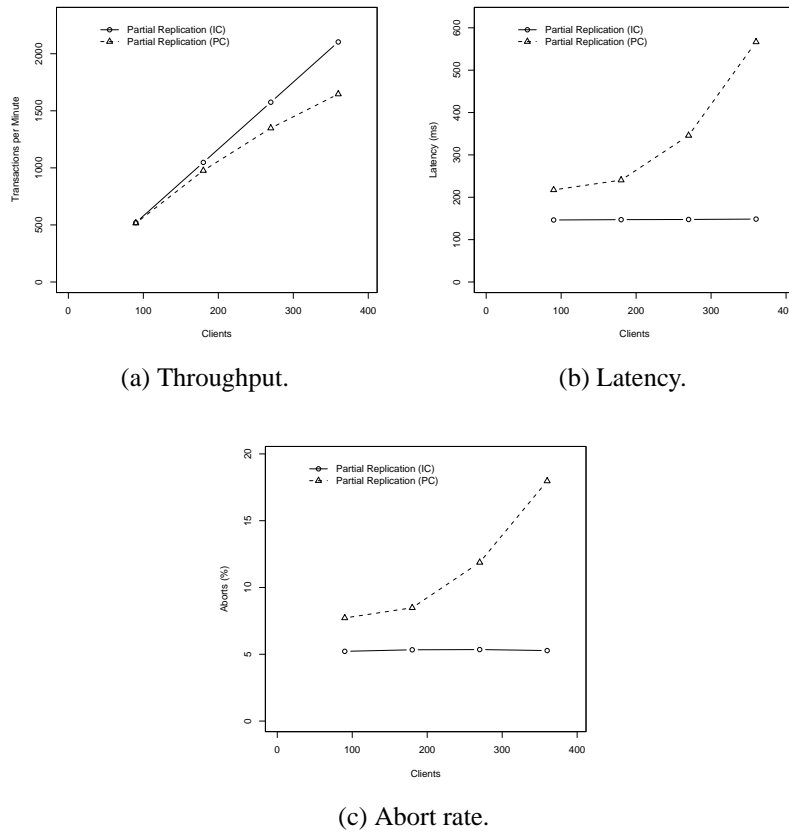 Partial Replication (IC)
Partial Replication (PC)
2000
1500
1000
500
0
Transactions per Minute
0 100 200 300 400
Clients
(a) Throughput.
Partial Replication (IC)
Partial Replication (PC)
600
500
400
300
200
100
0
Latency (ms)
0 100 200 300 40
Clients
(b) Latency.
Partial Replication (IC)
Partial Replication (PC)
20
15
10
5
0
Aborts (%)
0 100 200 300 400
Clients
(c) Abort rate.